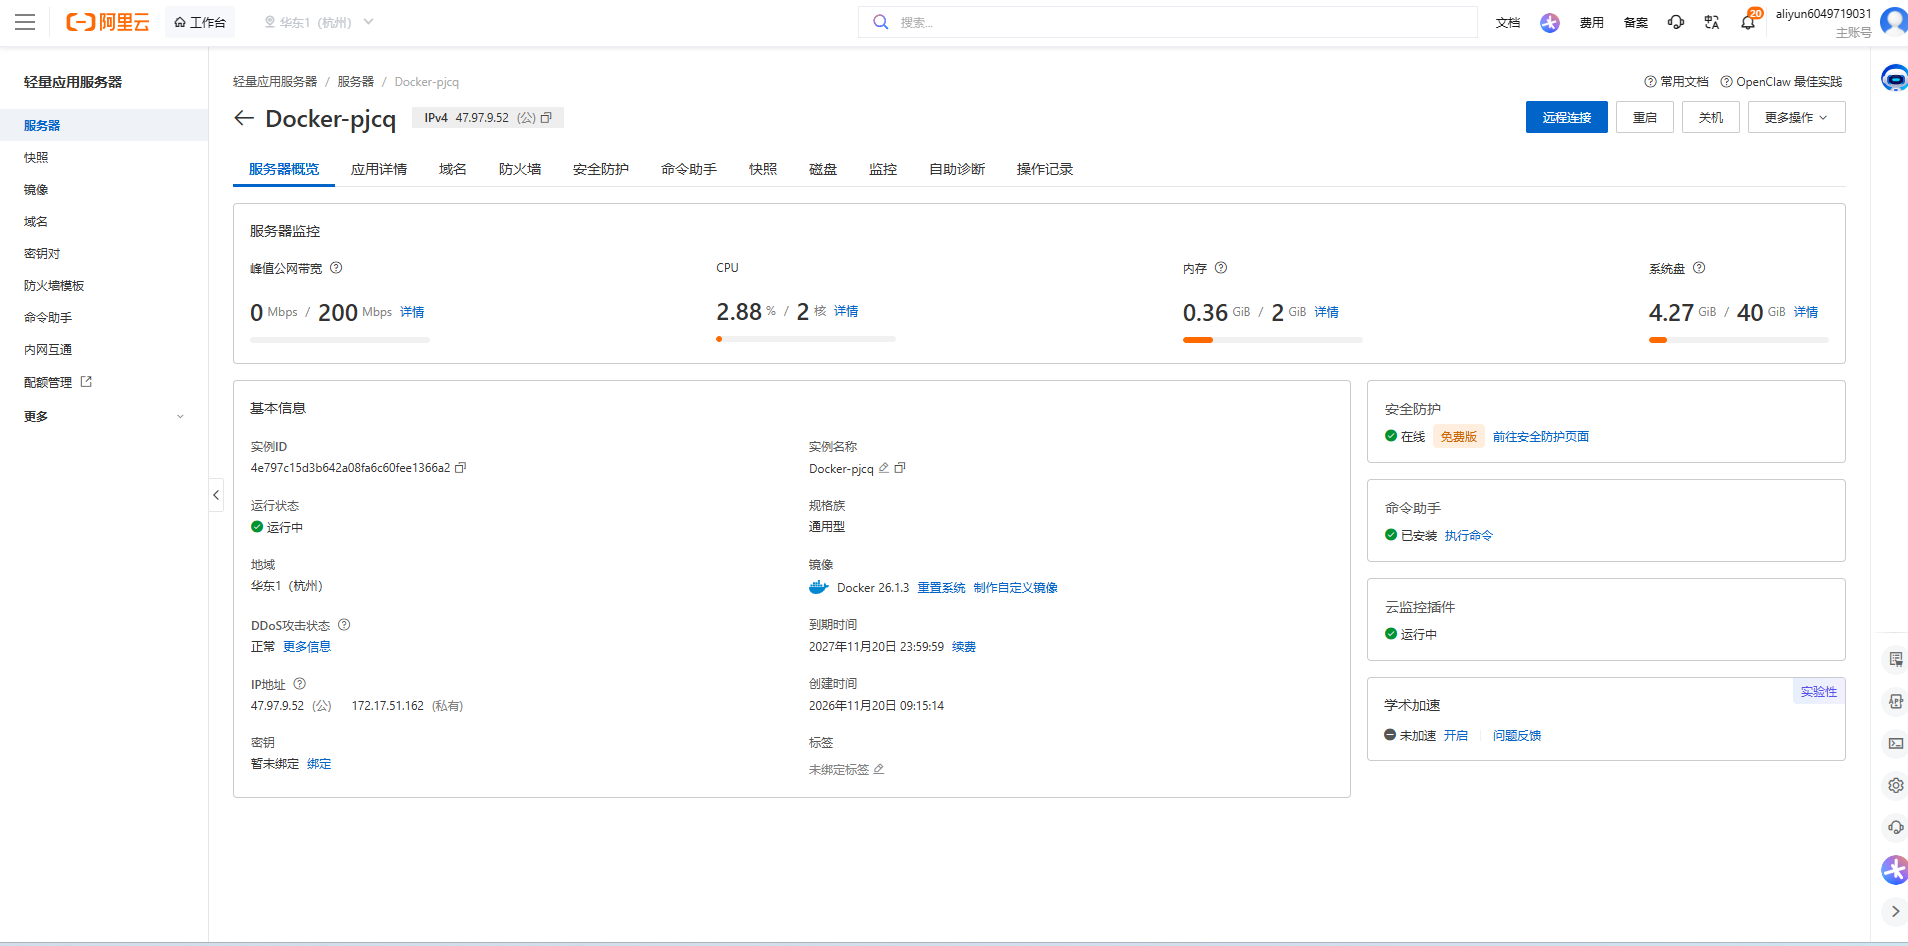 阿里云
工作台
华东1（杭州）
搜索...
文档
费用
备案
20
aliyun6049719031
主账号
轻量应用服务器
服务器
快照
镜像
域名
密钥对
防火墙模板
命令助手
内网互通
配额管理
更多
轻量应用服务器 / 服务器 / Docker-pjcq
常用文档 OpenClaw 最佳实践
Docker-pjcq IPv4 47.97.9.52 (公)
远程连接 重启 关机 更多操作
服务器概览 应用详情 域名 防火墙 安全防护 命令助手 快照 磁盘 监控 自助诊断 操作记录
服务器监控
峰值公网带宽
0 Mbps / 200 Mbps 详情
CPU
2.88 % / 2 核 详情
内存
0.36 GiB / 2 GiB 详情
系统盘
4.27 GiB / 40 GiB 详情
基本信息
实例ID
4e797c15d3b642a08fa6c60fee1366a2
实例名称
Docker-pjcq
运行状态
运行中
规格族
通用型
地域
华东1（杭州）
镜像
Docker 26.1.3 重置系统 制作自定义镜像
DDoS攻击状态
正常 更多信息
到期时间
2027年11月20日 23:59:59 续费
IP地址
47.97.9.52 (公) 172.17.51.162 (私有)
创建时间
2026年11月20日 09:15:14
密钥
暂未绑定 绑定
标签
未绑定标签
安全防护
在线 免费版 前往安全防护页面
命令助手
已安装 执行命令
云监控插件
运行中
实验性
学术加速
未加速 开启 问题反馈